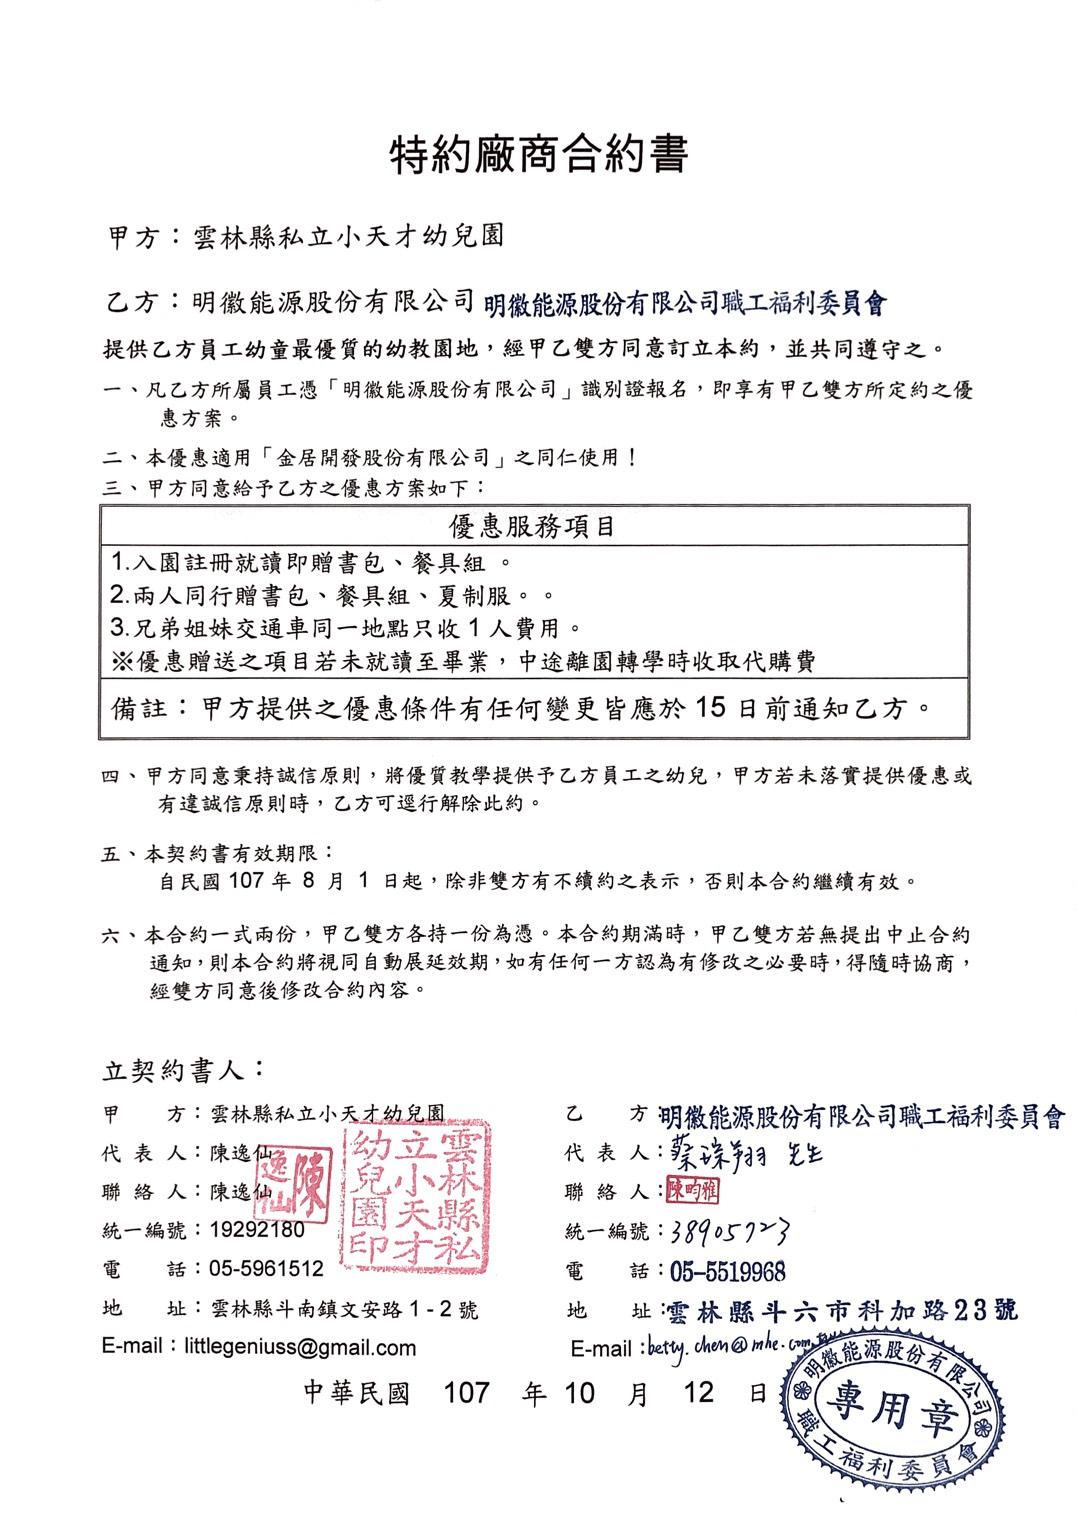 特約廠商合約書
甲方：雲林縣私立小天才幼兒園
乙方：明徽能源股份有限公司 明徽能源股份有限公司職工福利委員會
提供乙方員工幼童最優質的幼教園地，經甲乙雙方同意訂立本約，並共同遵守之。
一、凡乙方所屬員工憑「明徽能源股份有限公司」識別證報名，即享有甲乙雙方所定約之優
惠方案。
二、本優惠適用「金居開發股份有限公司」之同仁使用！
三、甲方同意給予乙方之優惠方案如下：
優惠服務項目
1.入園註冊就讀即贈書包、餐具組 。
2.兩人同行贈書包、餐具組、夏制服。。
3.兄弟姐妹交通車同一地點只收 1 人費用。
※優惠贈送之項目若未就讀至畢業，中途離園轉學時收取代購費
備註：甲方提供之優惠條件有任何變更皆應於 15 日前通知乙方。
四、甲方同意秉持誠信原則，將優質教學提供予乙方員工之幼兒，甲方若未落實提供優惠或
有違誠信原則時，乙方可逕行解除此約。
五、本契約書有效期限：
自民國 107 年 8 月 1 日起，除非雙方有不續約之表示，否則本合約繼續有效。
六、本合約一式兩份，甲乙雙方各持一份為憑。本合約期滿時，甲乙雙方若無提出中止合約
通知，則本合約將視同自動展延效期，如有任何一方認為有修改之必要時，得隨時協商，
經雙方同意後修改合約內容。
立契約書人：
甲 方：雲林縣私立小天才幼兒園
代 表 人：陳逸仙
聯 絡 人：陳逸仙
統一編號：19292180
電 話：05-5961512
地 址：雲林縣斗南鎮文安路 1 - 2 號
E-mail：littlegeniuss@gmail.com
陳逸仙
雲林縣私立小天才幼兒園印
乙 方：明徽能源股份有限公司職工福利委員會
代 表 人：蔡琛翔 先生
聯 絡 人：陳昀雅
統一編號：38905723
電 話：05-5519968
地 址：雲林縣斗六市科加路23號
E-mail：betty.chen@mhe.com
中華民國 107 年 10 月 12 日
明徽能源股份有限公司
專用章
職工福利委員會